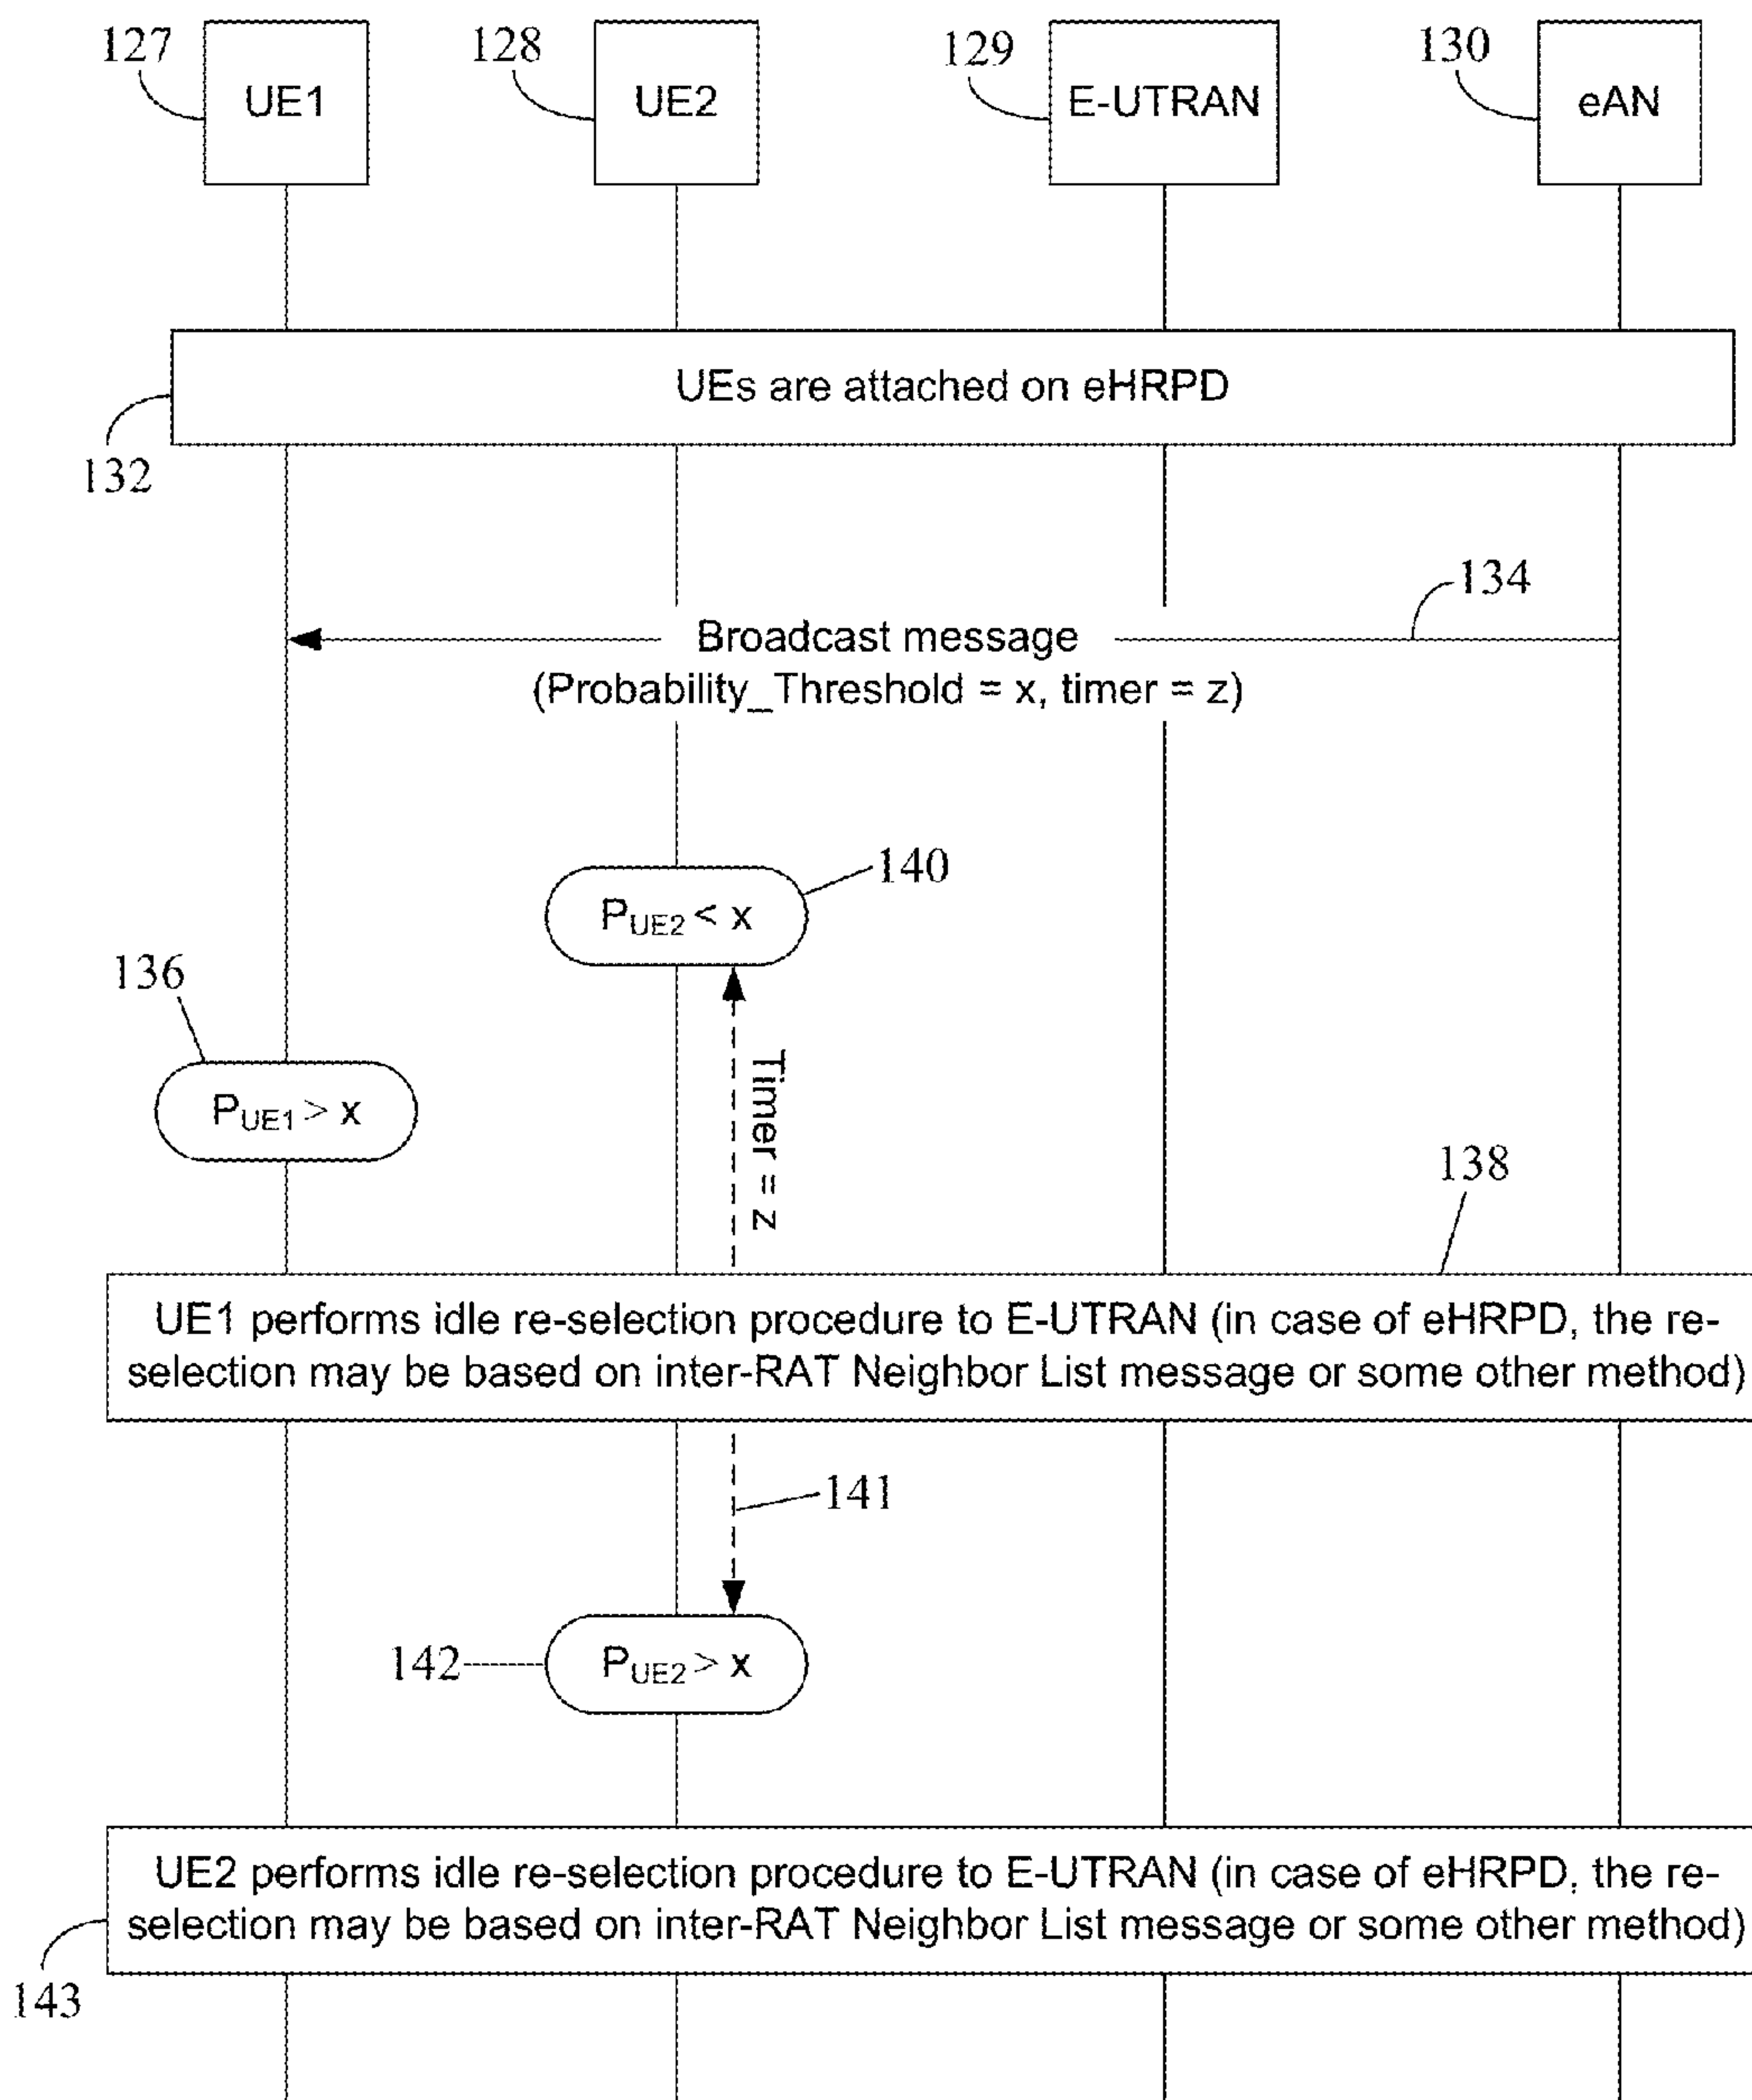 127
UE1
128
UE2
129
E-UTRAN
130
eAN
UEs are attached on eHRPD
132
134
Broadcast message
(Probability_Threshold = x, timer = z)
140
PUE2 < x
136
PUE1 > x
Timer = z
138
UE1 performs idle re-selection procedure to E-UTRAN (in case of eHRPD, the re-
selection may be based on inter-RAT Neighbor List message or some other method)
141
142
PUE2 > x
UE2 performs idle re-selection procedure to E-UTRAN (in case of eHRPD, the re-
selection may be based on inter-RAT Neighbor List message or some other method)
143